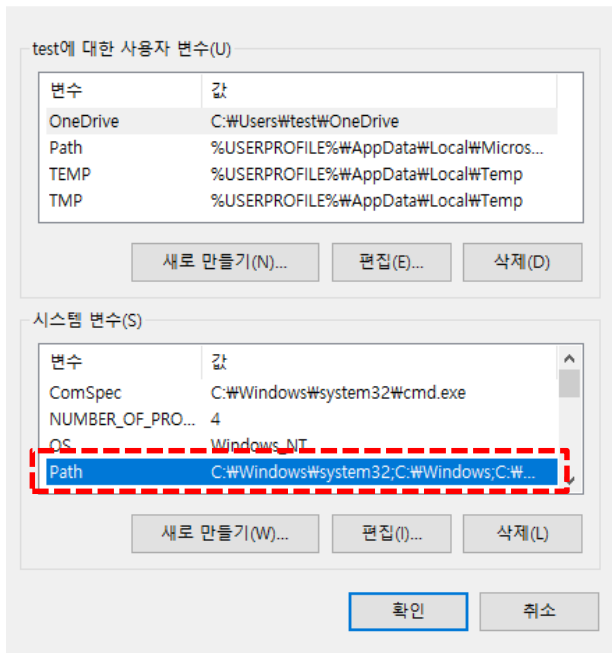 test에 대한 사용자 변수(U)
변수 값
OneDrive C:₩Users₩test₩OneDrive
Path %USERPROFILE%₩AppData₩Local₩Micros...
TEMP %USERPROFILE%₩AppData₩Local₩Temp
TMP %USERPROFILE%₩AppData₩Local₩Temp
새로 만들기(N)... 편집(E)... 삭제(D)
시스템 변수(S)
변수 값
ComSpec C:₩Windows₩system32₩cmd.exe
NUMBER_OF_PRO... 4
OS Windows_NT
Path C:₩Windows₩system32;C:₩Windows;C:₩...
새로 만들기(W)... 편집(I)... 삭제(L)
확인 취소